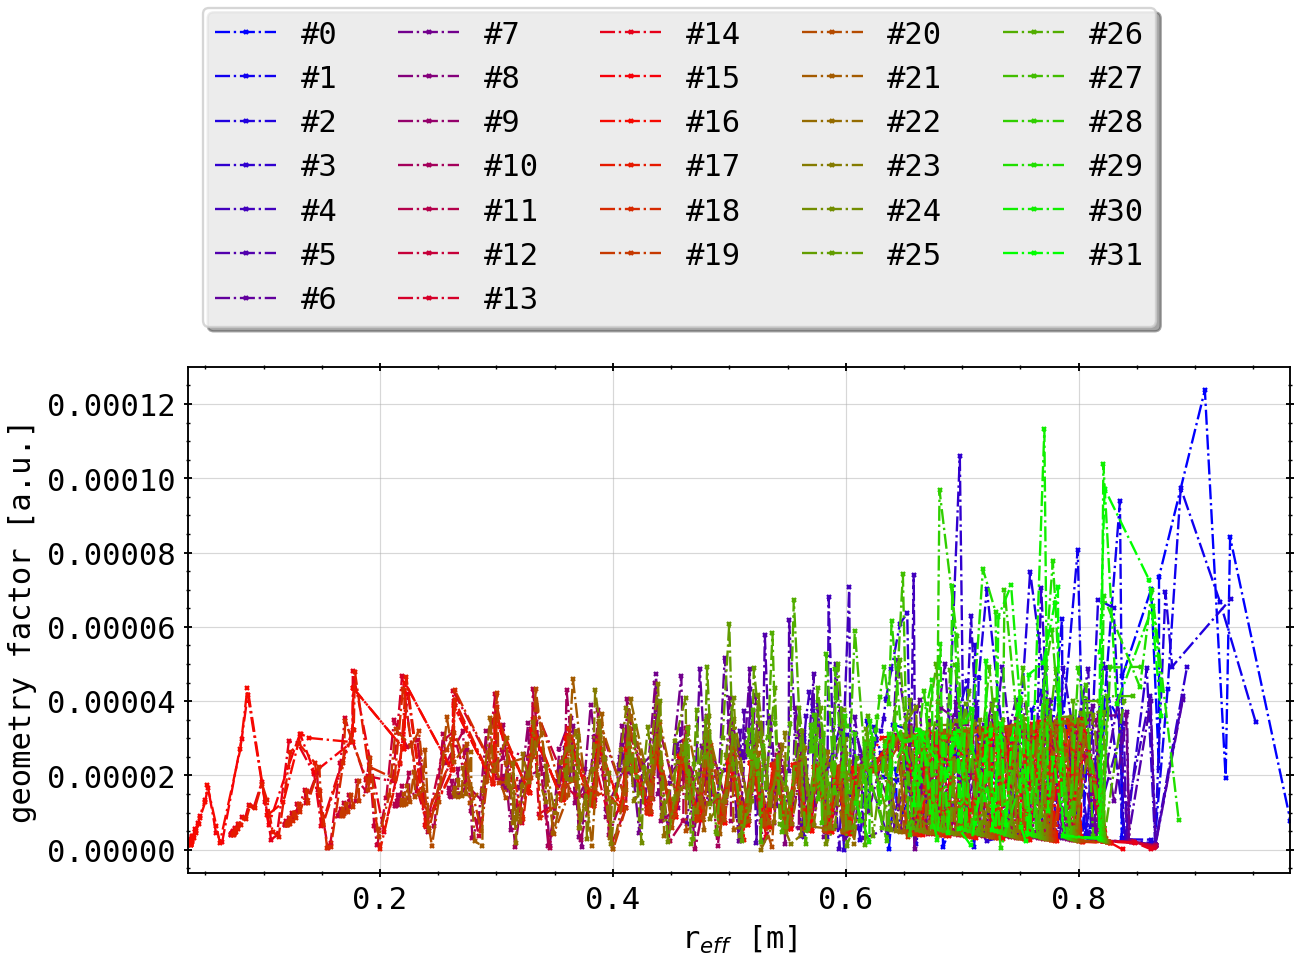 #0 #7 #14 #20 #26
#1 #8 #15 #21 #27
#2 #9 #16 #22 #28
#3 #10 #17 #23 #29
#4 #11 #18 #24 #30
#5 #12 #19 #25 #31
#6 #13
geometry factor [a.u.]
0.00012
0.00010
0.00008
0.00006
0.00004
0.00002
0.00000
0.2 0.4 0.6 0.8
r_eff [m]